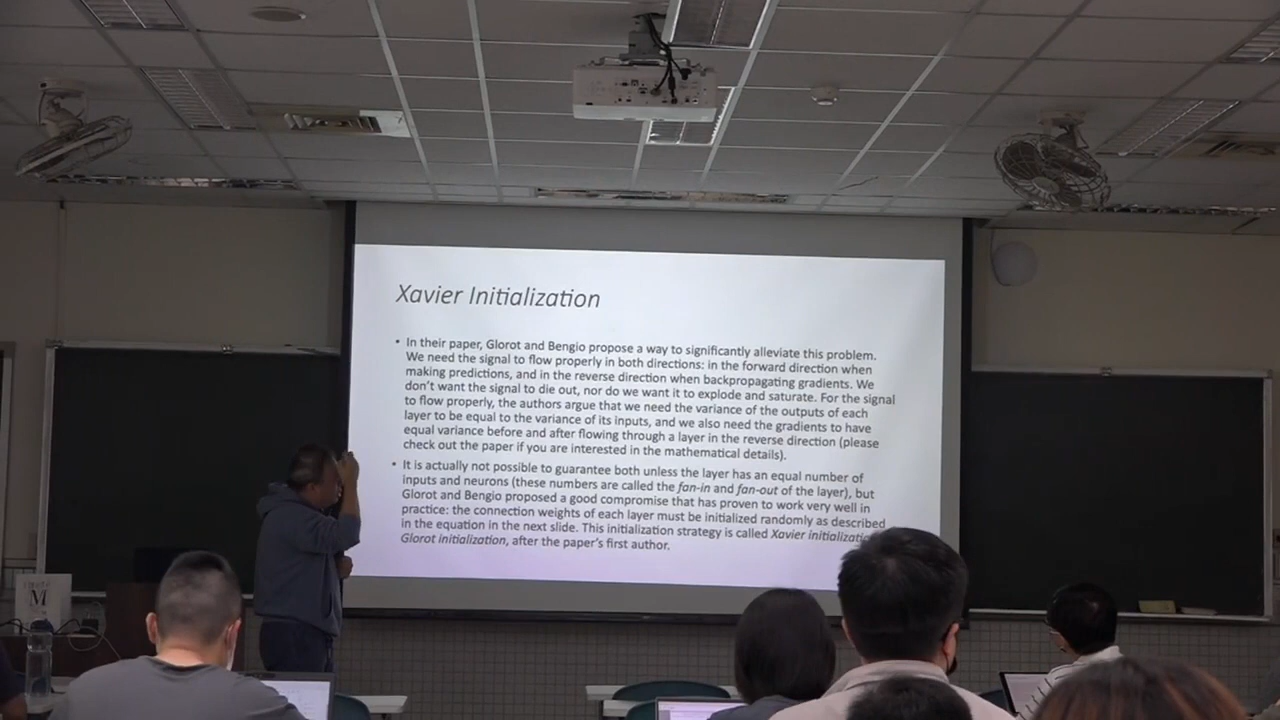 Xavier Initialization
• In their paper, Glorot and Bengio propose a way to significantly alleviate this problem.
We need the signal to flow properly in both directions: in the forward direction when
making predictions, and in the reverse direction when backpropagating gradients. We
don't want the signal to die out, nor do we want it to explode and saturate. For the signal
to flow properly, the authors argue that we need the variance of the outputs of each
layer to be equal to the variance of its inputs, and we also need the gradients to have
equal variance before and after flowing through a layer in the reverse direction (please
check out the paper if you are interested in the mathematical details).
• It is actually not possible to guarantee both unless the layer has an equal number of
inputs and neurons (these numbers are called the fan-in and fan-out of the layer), but
Glorot and Bengio proposed a good compromise that has proven to work very well in
practice: the connection weights of each layer must be initialized randomly as described
in the equation in the next slide. This initialization strategy is called Xavier
Glorot initialization, after the paper's first author.
M